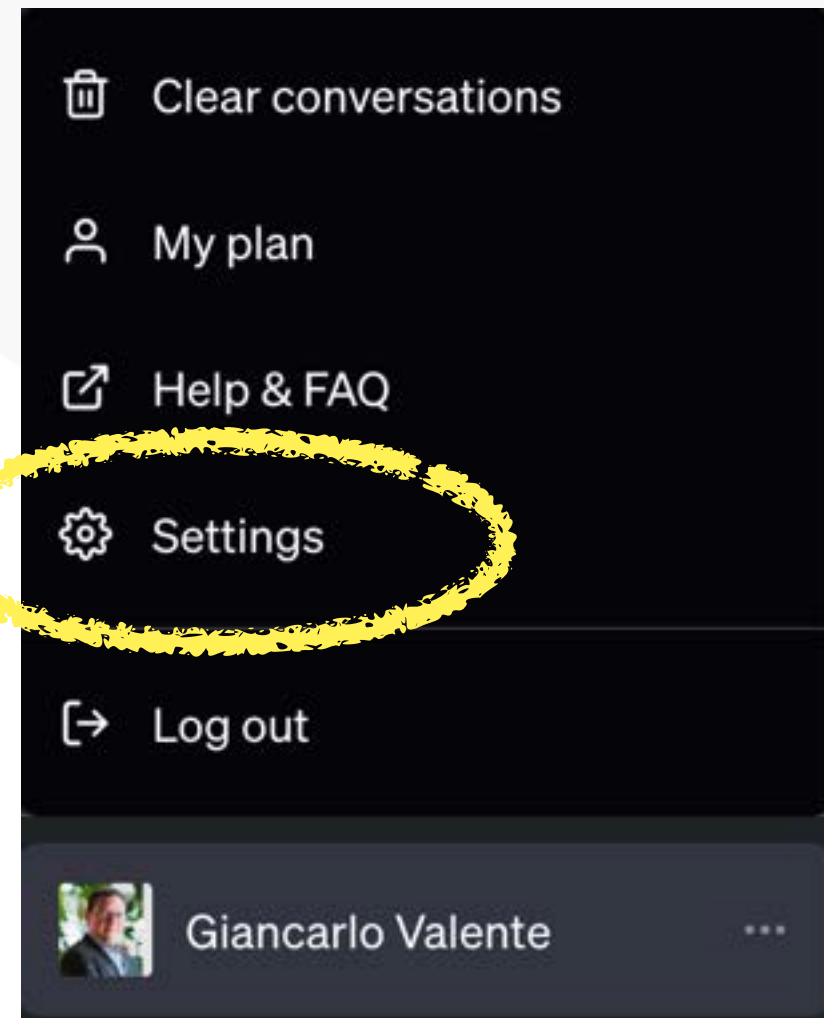 Clear conversations
My plan
Help & FAQ
Settings
Log out
Giancarlo Valente